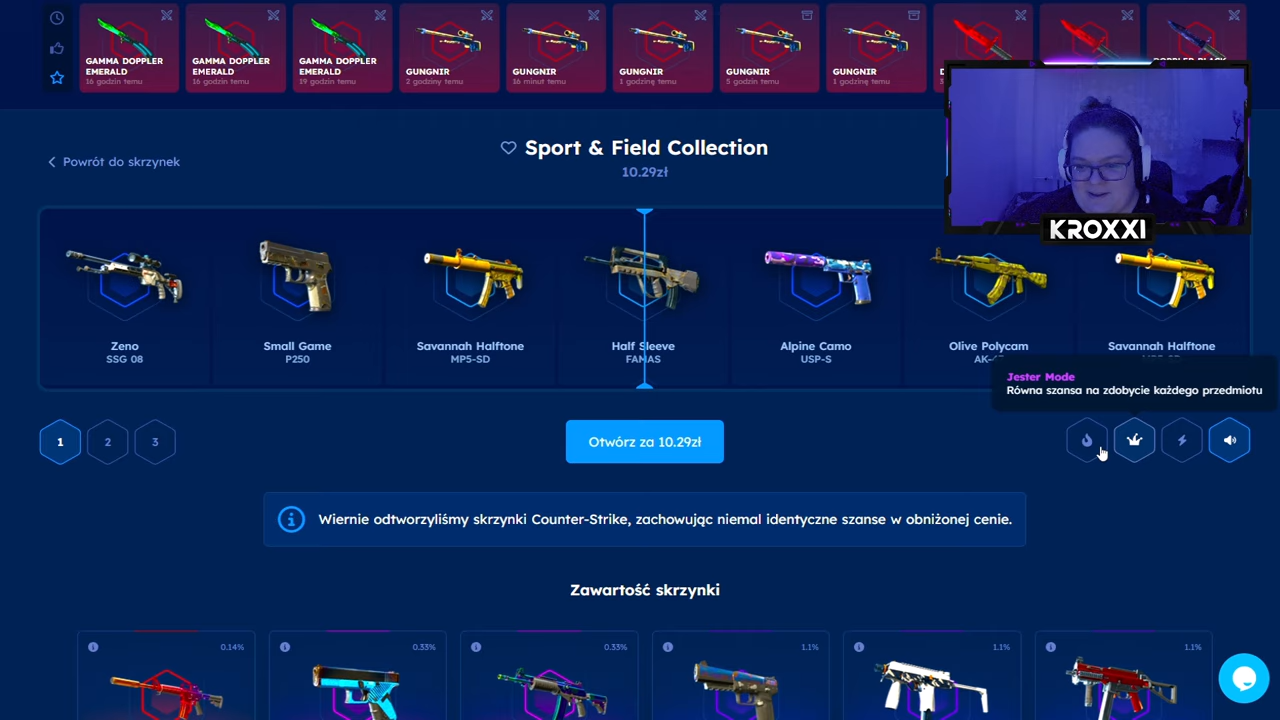 GAMMA DOPPLER
EMERALD
16 godzin temu
GAMMA DOPPLER
EMERALD
16 godzin temu
GAMMA DOPPLER
EMERALD
19 godzin temu
GUNGNIR
2 godziny temu
GUNGNIR
16 minut temu
GUNGNIR
1 godzinę temu
GUNGNIR
5 godzin temu
GUNGNIR
1 godzinę temu
Powrót do skrzynek
Sport & Field Collection
10.29zł
KROXXI
Zeno
SSG 08
Small Game
P250
Savannah Halftone
MP5-SD
Half Sleeve
FAMAS
Alpine Camo
USP-S
Olive Polycam
Savannah Halftone
Jester Mode
Równa szansa na zdobycie każdego przedmiotu
1
2
3
Otwórz za 10.29zł
Wiernie odtworzyliśmy skrzynki Counter-Strike, zachowując niemal identyczne szanse w obniżonej cenie.
Zawartość skrzynki
0.14%
0.33%
0.33%
1.1%
1.1%
1.1%